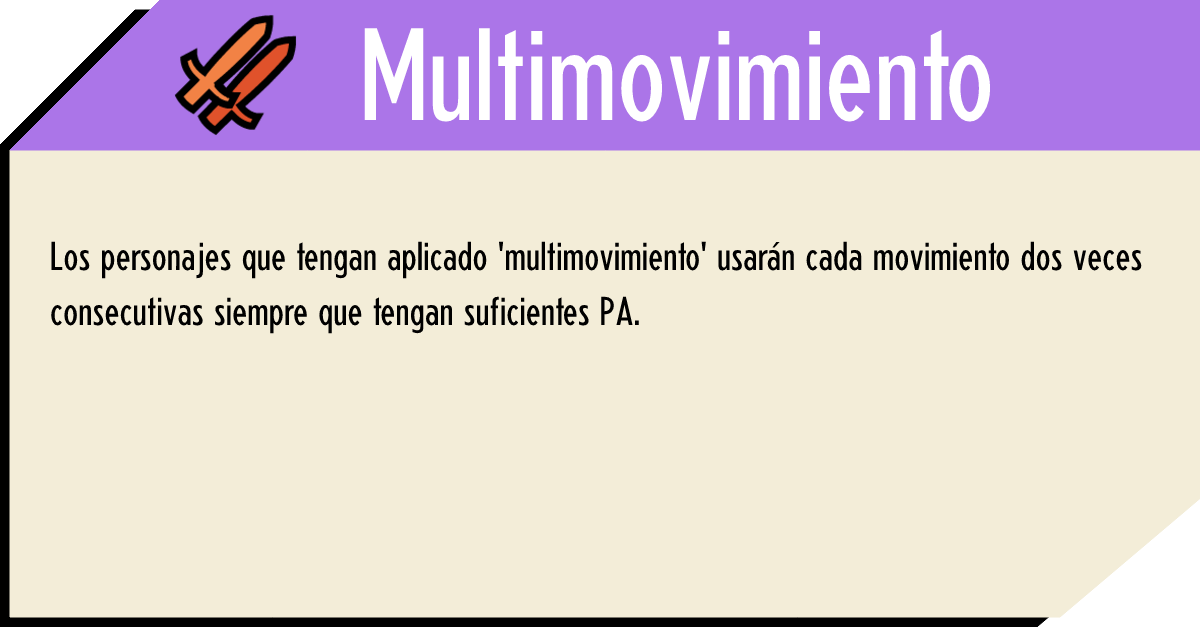 Multimovimiento
Los personajes que tengan aplicado 'multimovimiento' usarán cada movimiento dos veces
consecutivas siempre que tengan suficientes PA.